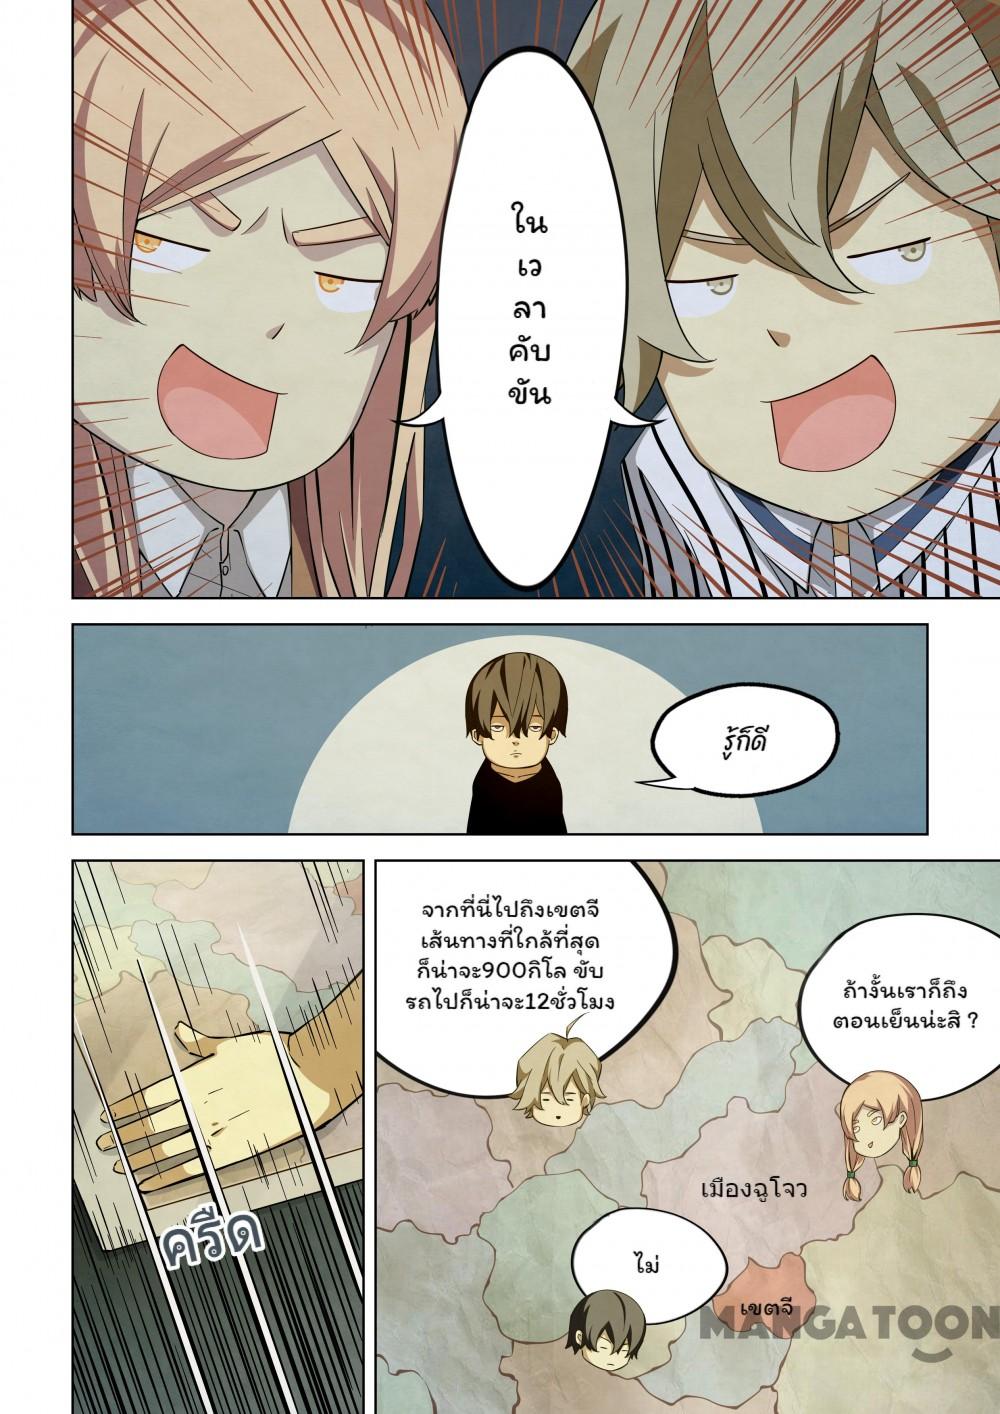 ใน
เว
ลา
คับ
ขัน
รู้ก็ดี
จากที่นี่ไปถึงเขตจี
เส้นทางที่ใกล้ที่สุด
ก็น่าจะ900กิโล ขับ
รถไปก็น่าจะ12ชั่วโมง
ถ้างั้นเราก็ถึง
ตอนเย็นน่ะสิ ?
ครืด
เมืองฉูโจว
ไม่
เขตจี
MANGATOON